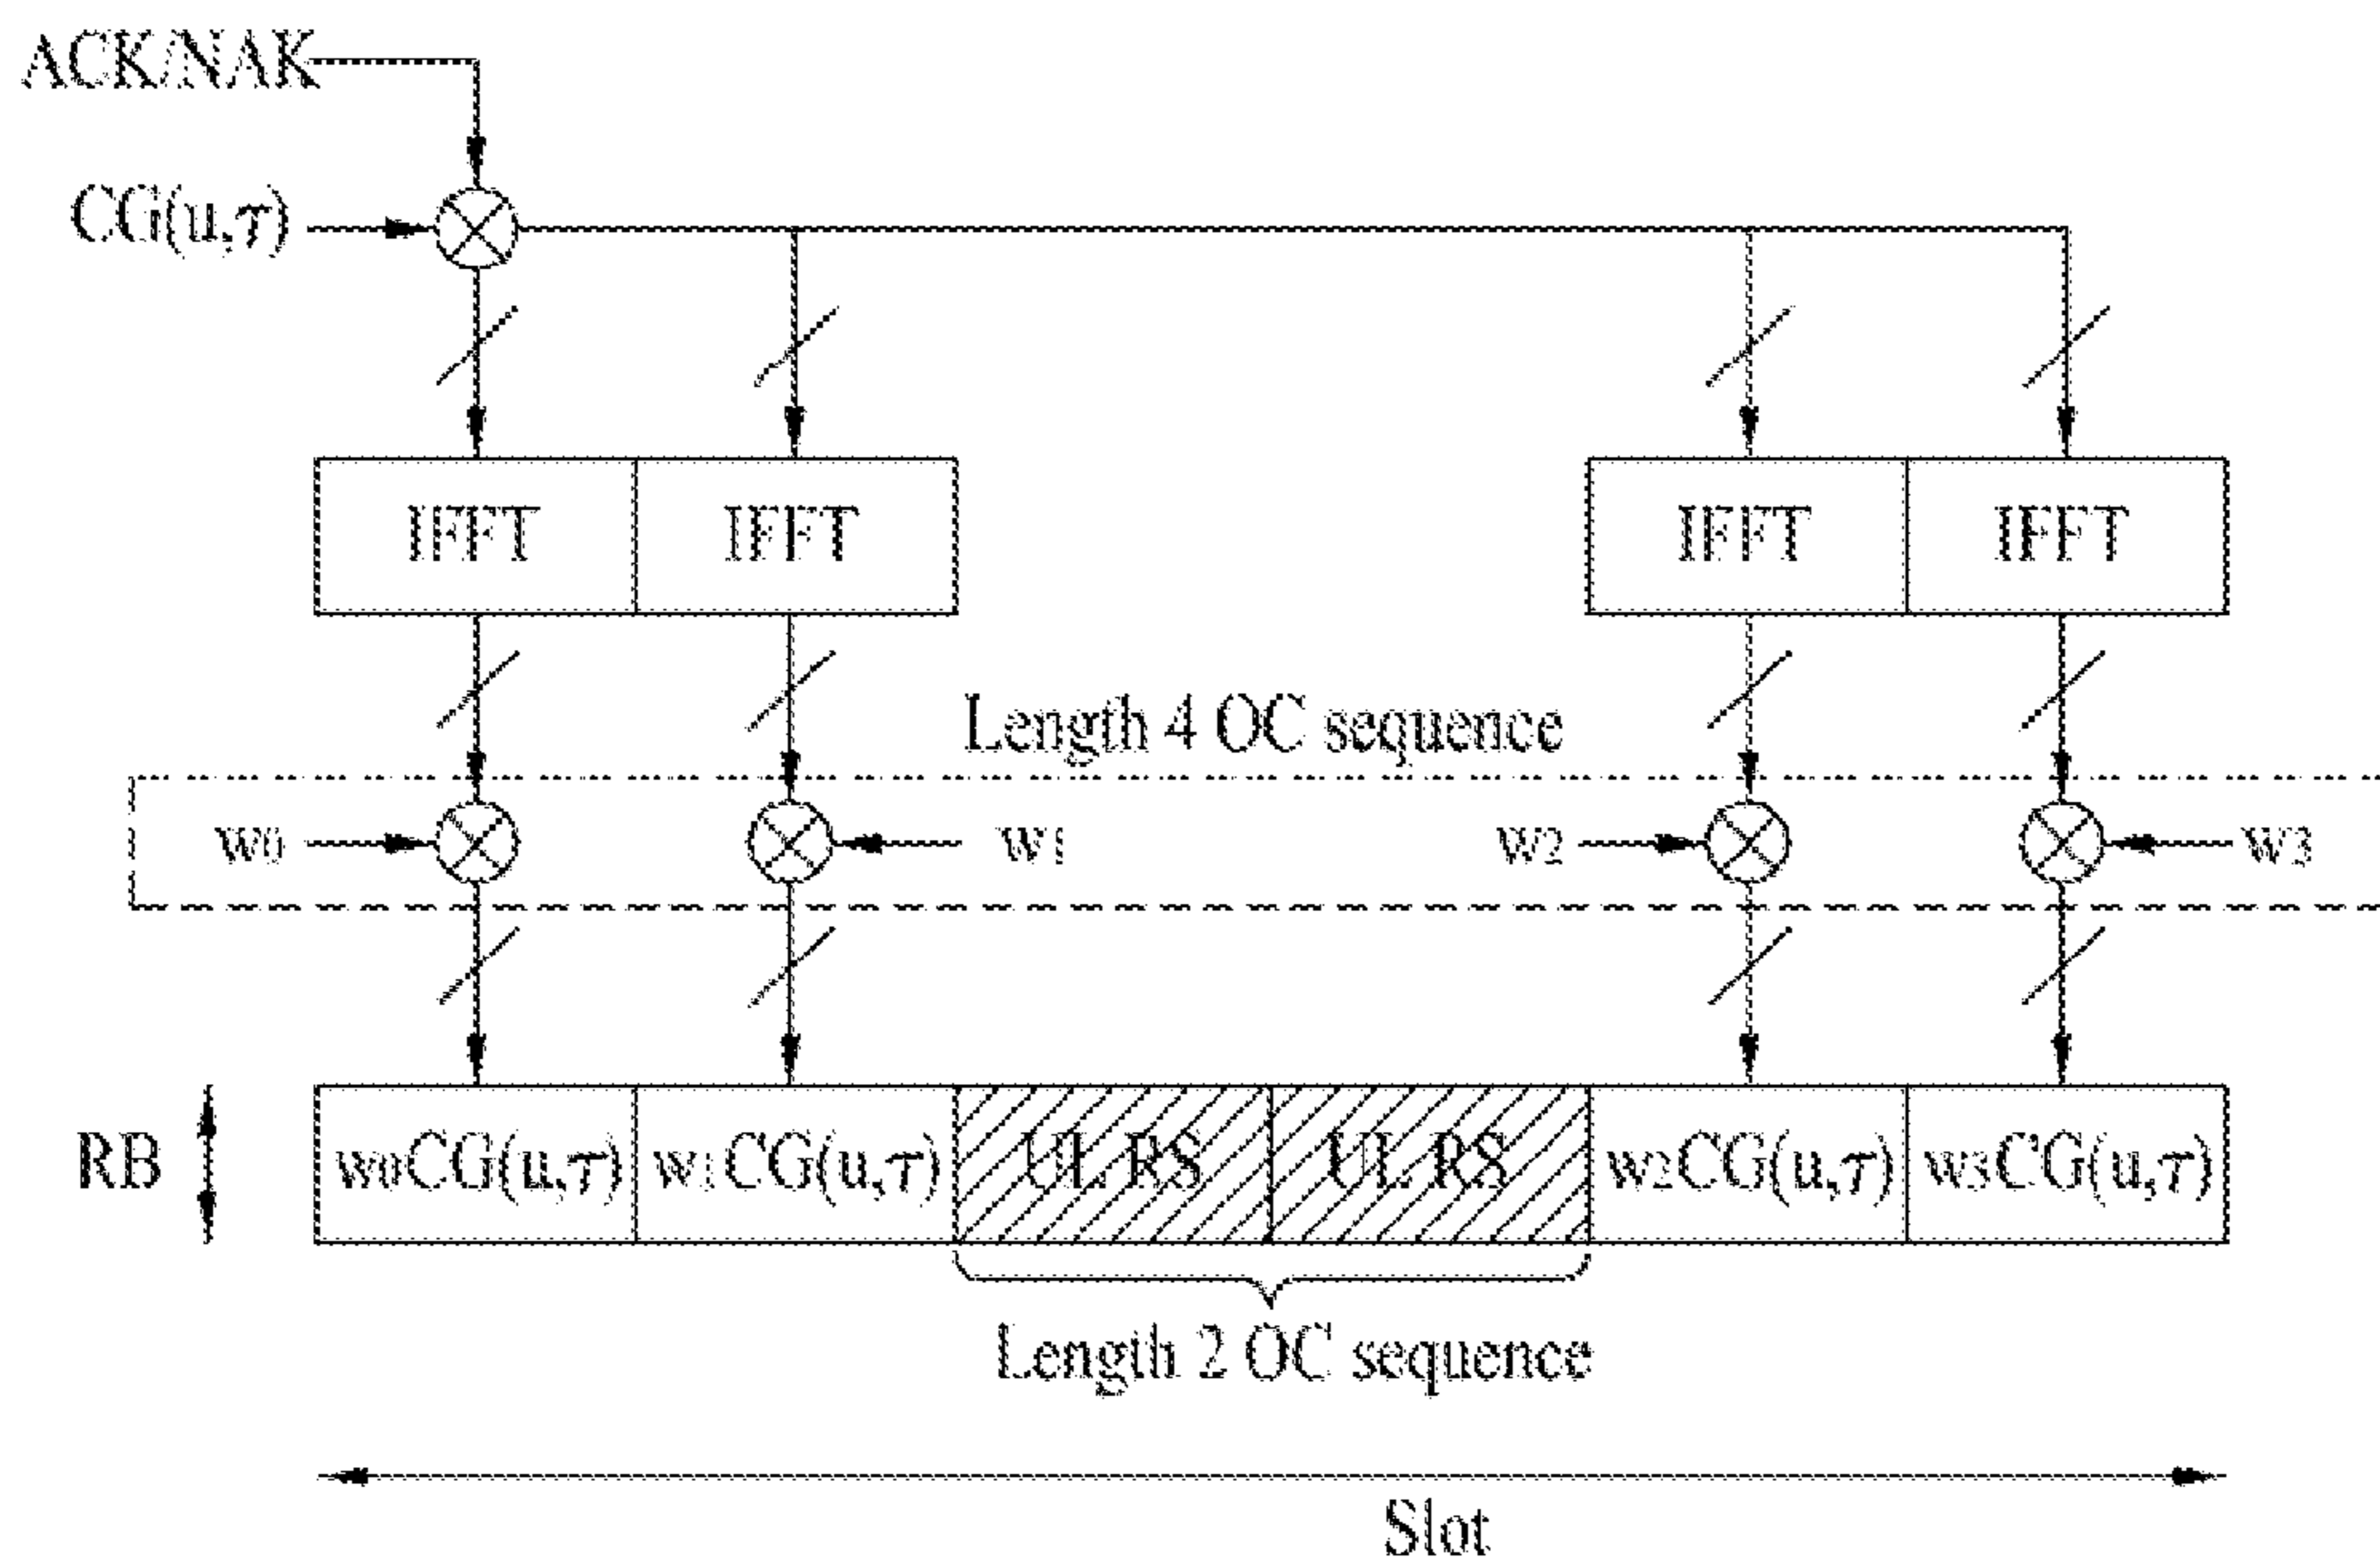 ACK/NAK
CG(u,τ)
IFFT IFFT IFFT IFFT
Length 4 OC sequence
w0 w1 w2 w3
RB w0CG(u,τ) w1CG(u,τ) UL RS UL RS w2CG(u,τ) w3CG(u,τ)
Length 2 OC sequence
Slot